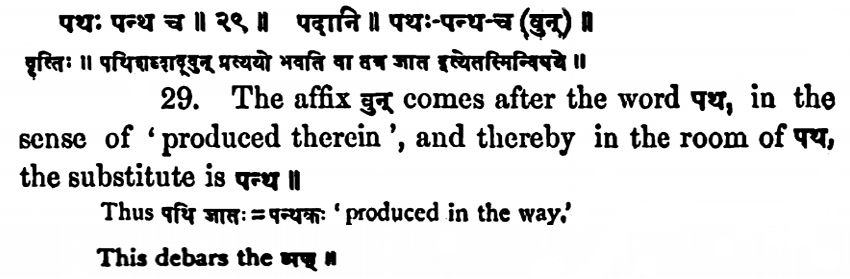 पथः पन्थ च ॥ २९ ॥ पदानि ॥ पथः-पन्थ-च (वुन्) ॥
वृत्तिः ॥ पथिशब्दाद्वुन् प्रत्ययो भवति वा तत्र जात इत्येतस्मिन्विषये ॥
29. The affix वुन् comes after the word पथ, in the
sense of ‘produced therein’, and thereby in the room of पथ,
the substitute is पन्थ ॥
Thus पथि जातः=पन्थकः ‘produced in the way.’
This debars the अण् ॥